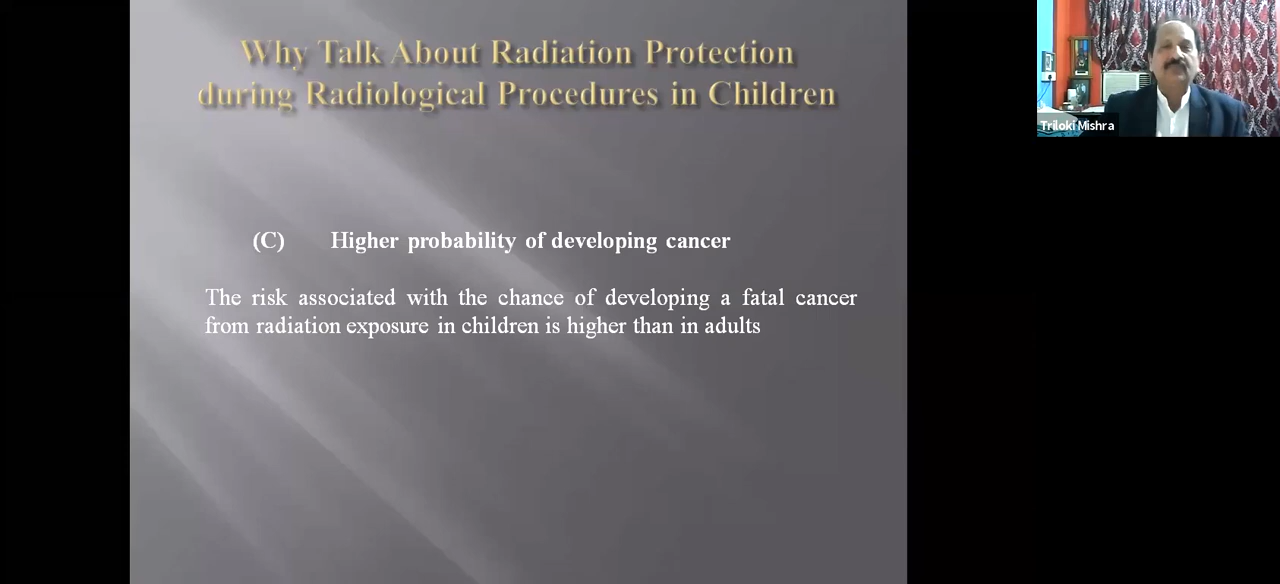 Why Talk About Radiation Protection
during Radiological Procedures in Children
(C) Higher probability of developing cancer
The risk associated with the chance of developing a fatal cancer
from radiation exposure in children is higher than in adults
Triloki Mishra